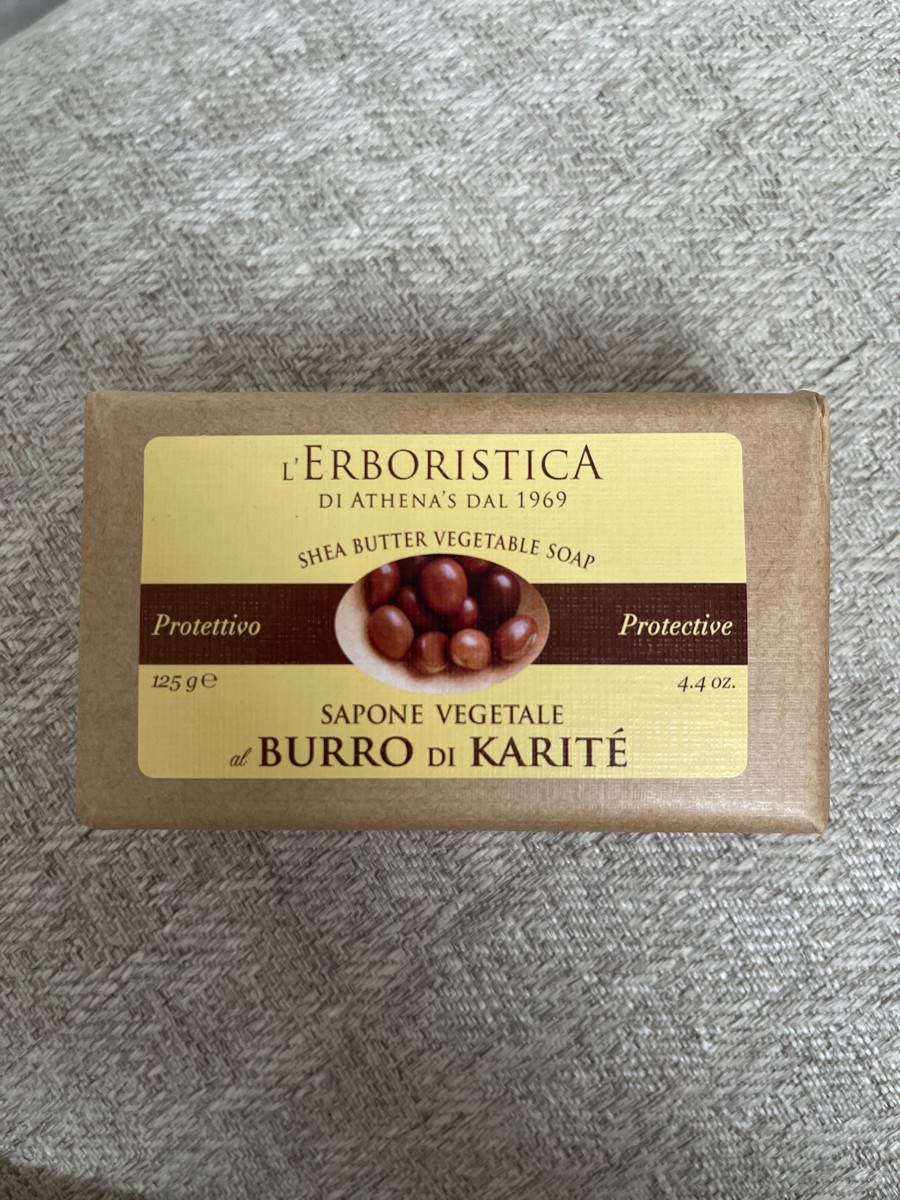 L'ERBORISTICA
DI ATHENA'S DAL 1969
SHEA BUTTER VEGETABLE SOAP
Protettivo
Protective
125 g ℮
4.4 oz.
SAPONE VEGETALE
al BURRO DI KARITÉ